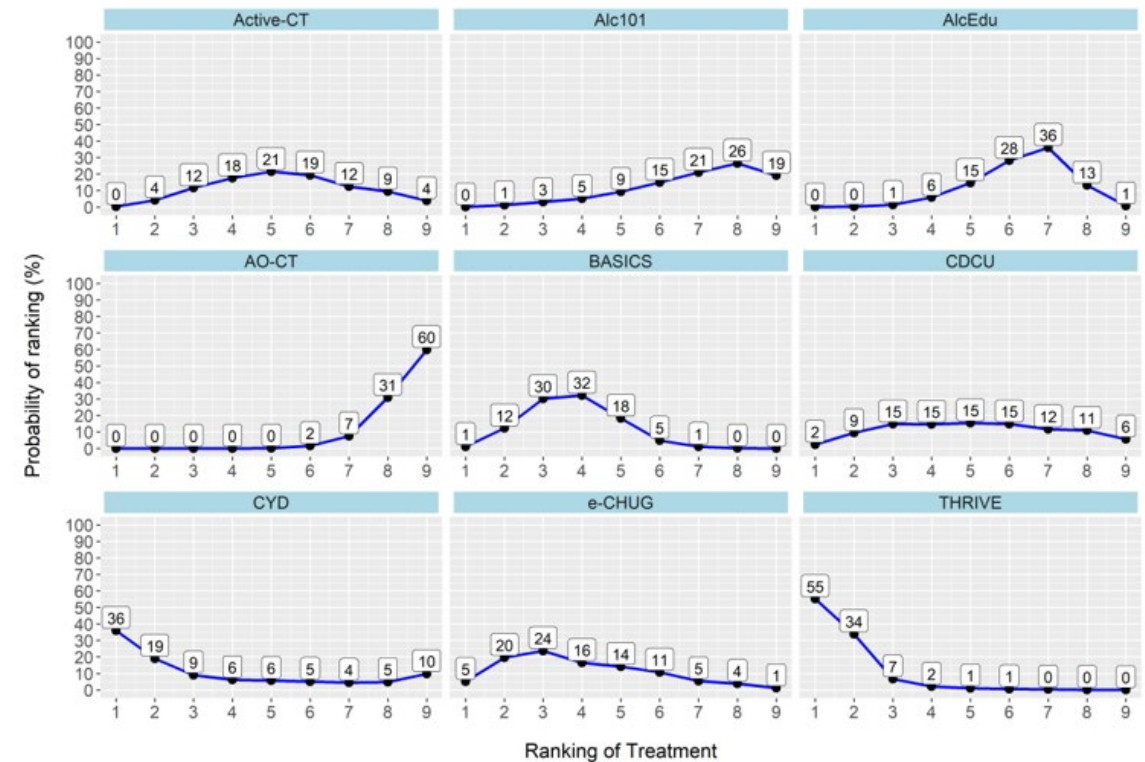 Active-CT Alc101 AlcEdu
100
90
80
70
60
50
40
30
20
10
0
0 4 12 18 21 19 12 9 4
0 1 3 5 9 15 21 26 19
0 0 1 6 15 28 36 13 1
1 2 3 4 5 6 7 8 9 1 2 3 4 5 6 7 8 9 1 2 3 4 5 6 7 8 9
Probability of ranking (%)
AO-CT BASICS CDCU
100
90
80
70
60
50
40
30
20
10
0
0 0 0 0 0 2 7 31 60
1 12 30 32 18 5 1 0 0
2 9 15 15 15 15 12 11 6
1 2 3 4 5 6 7 8 9 1 2 3 4 5 6 7 8 9 1 2 3 4 5 6 7 8 9
CYD e-CHUG THRIVE
100
90
80
70
60
50
40
30
20
10
0
36 19 9 6 6 5 4 5 10
5 20 24 16 14 11 5 4 1
55 34 7 2 1 1 0 0 0
1 2 3 4 5 6 7 8 9 1 2 3 4 5 6 7 8 9 1 2 3 4 5 6 7 8 9
Ranking of Treatment